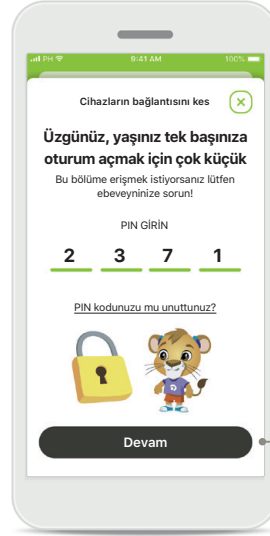 PH 9:41 AM 100%
Cihazların bağlantısını kes
Üzgünüz, yaşınız tek başınıza
oturum açmak için çok küçük
Bu bölüme erişmek istiyorsanız lütfen
ebeveyninize sorun!
PIN GİRİN
2 3 7 1
PIN kodunuzu mu unuttunuz?
Devam